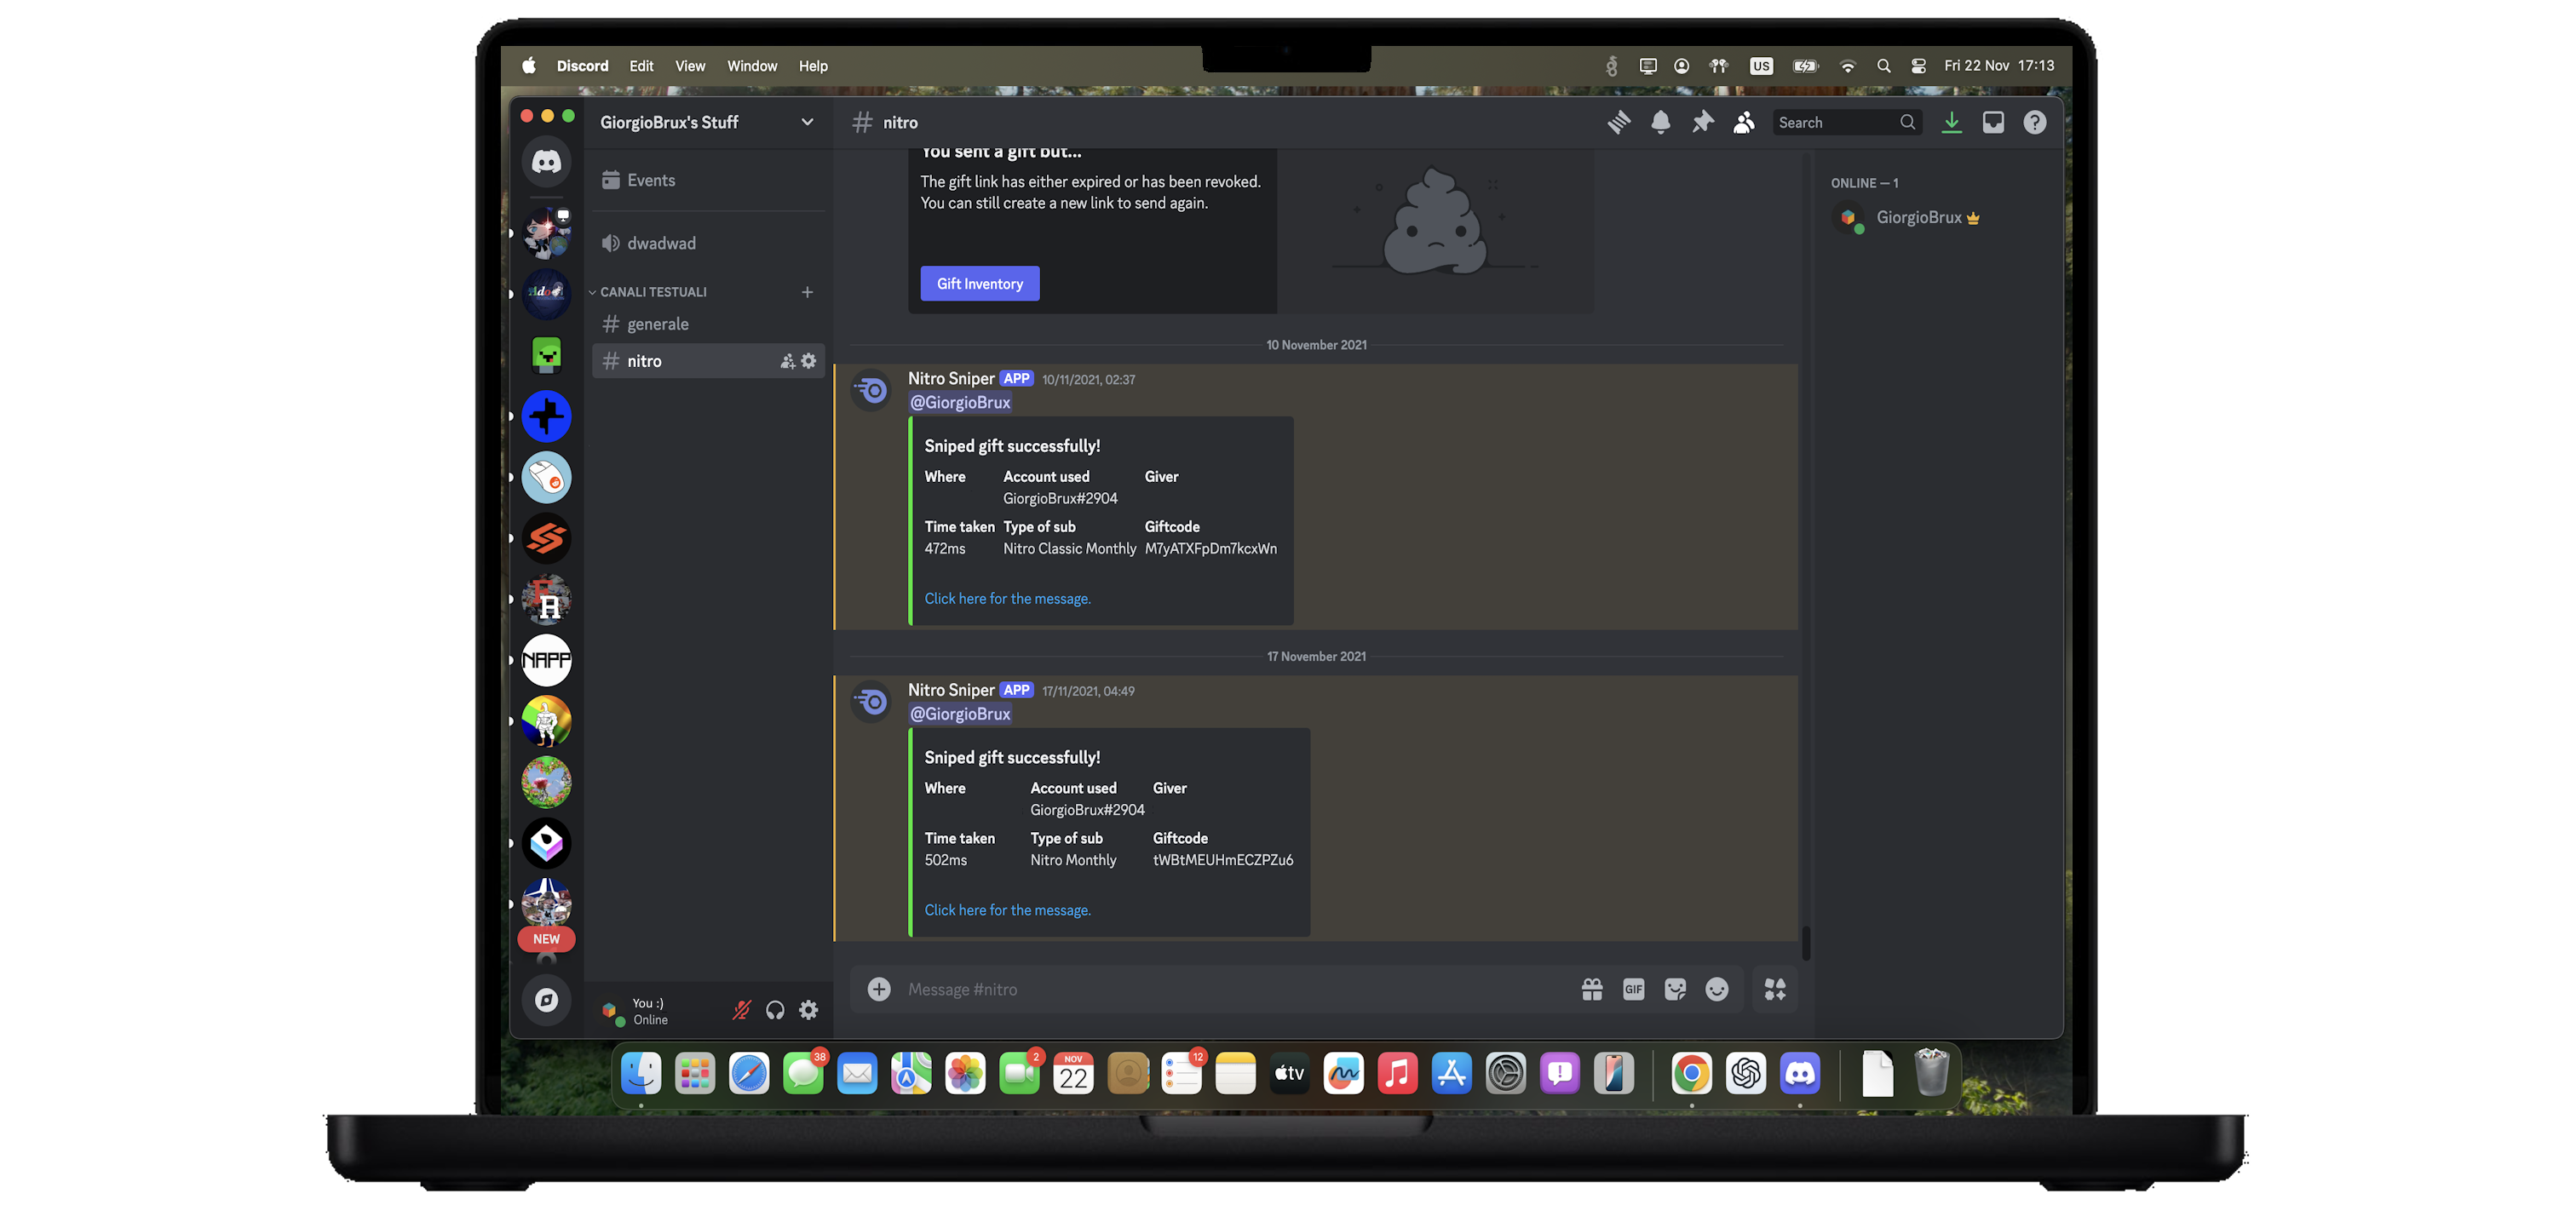 Discord Edit View Window Help
US Fri 22 Nov 17:13
GiorgioBrux's Stuff
nitro
Search
Events
dwadwad
CANALI TESTUALI
generale
nitro
You sent a gift but...
The gift link has either expired or has been revoked.
You can still create a new link to send again.
Gift Inventory
10 November 2021
Nitro Sniper APP 10/11/2021, 02:37
@GiorgioBrux
Sniped gift successfully!
Where Account used Giver
GiorgioBrux#2904
Time taken Type of sub Giftcode
472ms Nitro Classic Monthly M7yATXFpDm7kcxWn
Click here for the message.
17 November 2021
Nitro Sniper APP 17/11/2021, 04:49
@GiorgioBrux
Sniped gift successfully!
Where Account used Giver
GiorgioBrux#2904
Time taken Type of sub Giftcode
502ms Nitro Monthly tWBtMEUHmECZPZu6
Click here for the message.
Message #nitro
GIF
ONLINE — 1
GiorgioBrux
Ado
NAPP
NEW
You :)
Online
38
2
NOV
22
12
tv